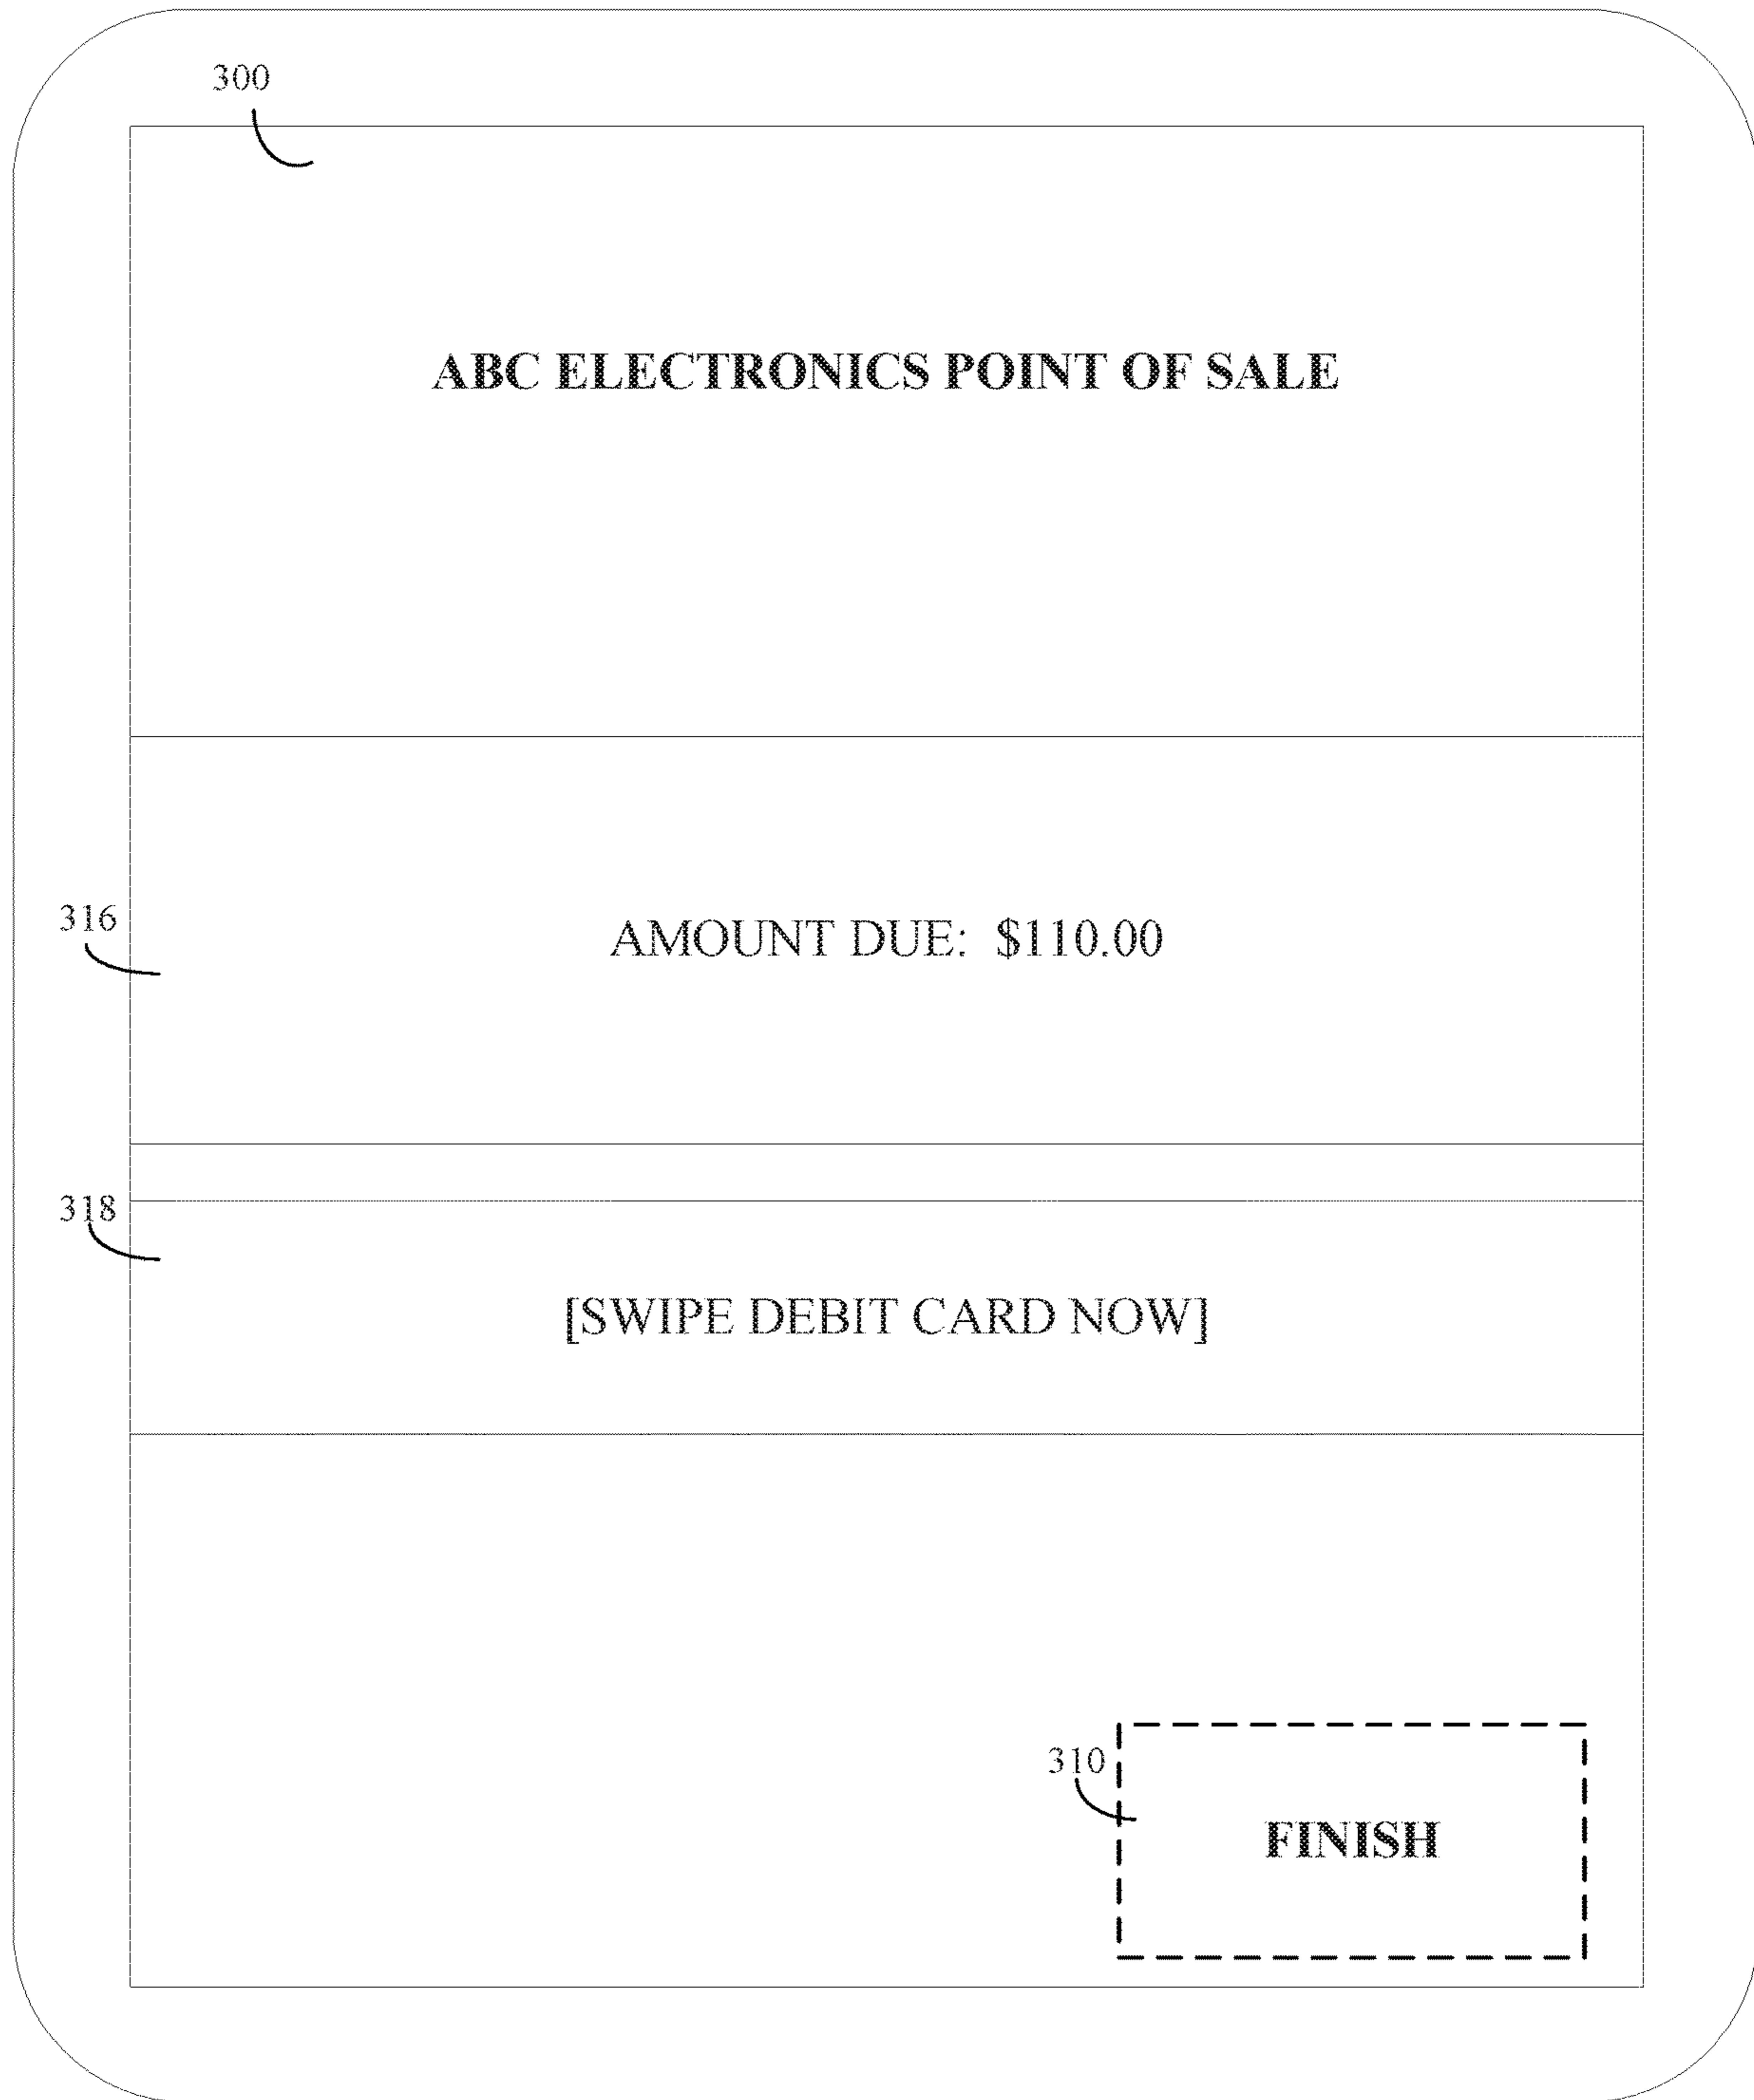 300
ABC ELECTRONICS POINT OF SALE
316
AMOUNT DUE: $110.00
318
[SWIPE DEBIT CARD NOW]
310
FINISH